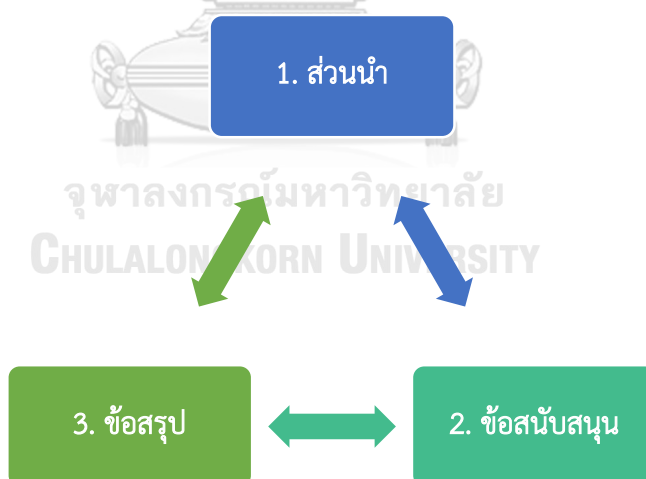 1. ส่วนนำ
จุฬาลงกรณ์มหาวิทยาลัย
CHULALONGKORN UNIVERSITY
3. ข้อสรุป
2. ข้อสนับสนุน